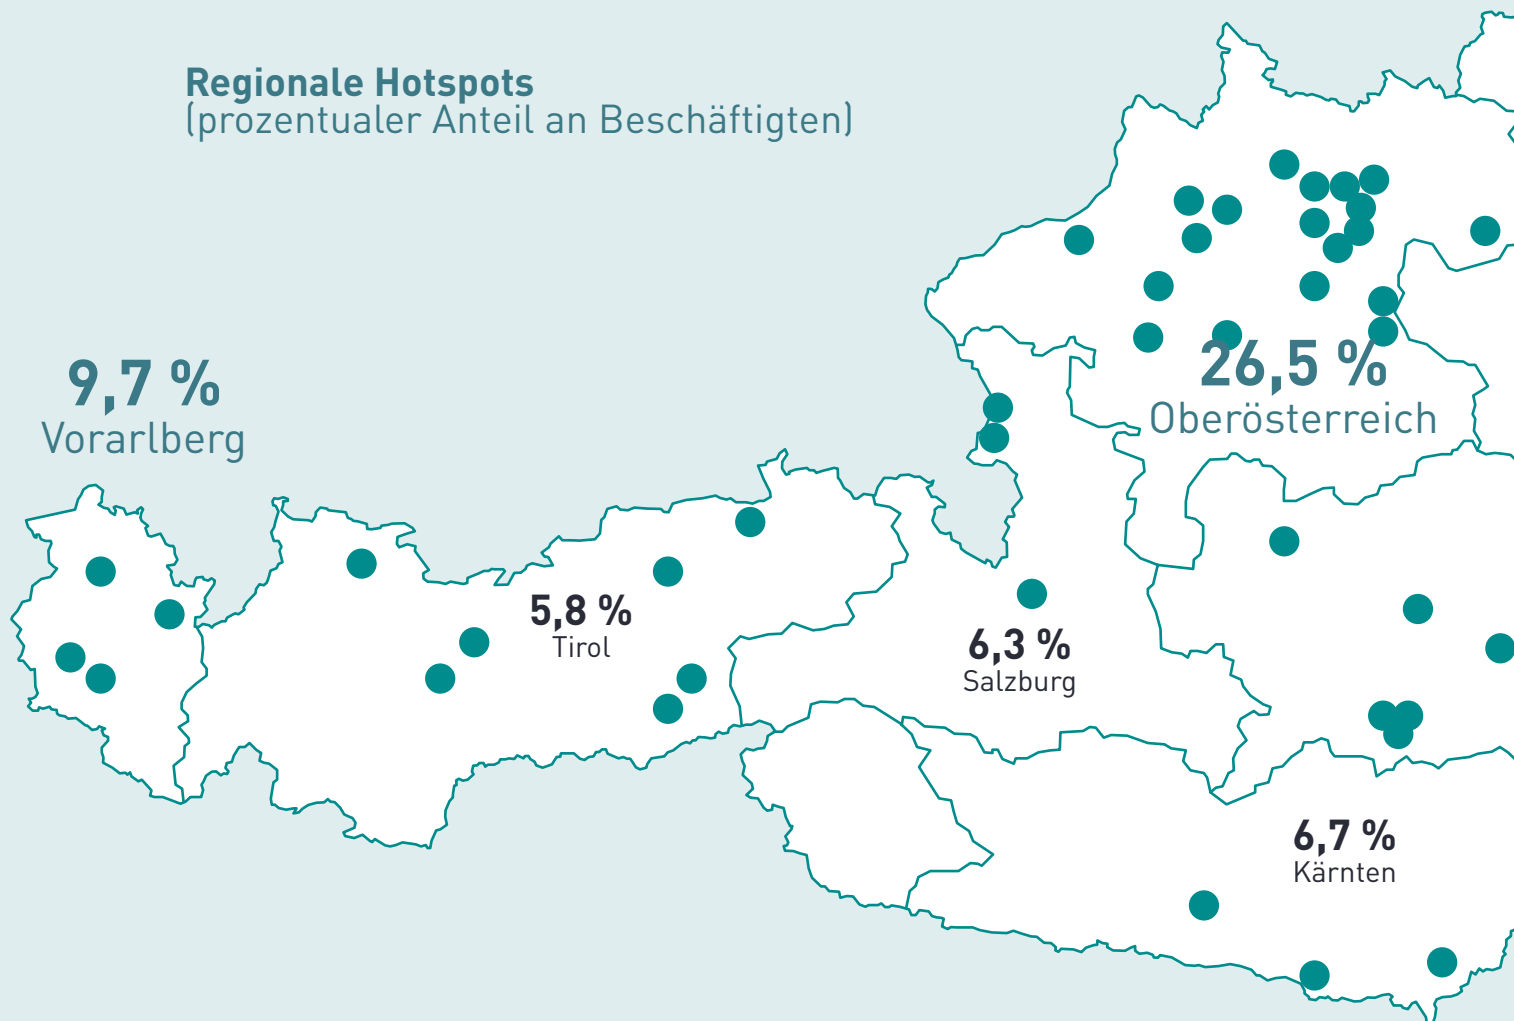 Regionale Hotspots
(prozentualer Anteil an Beschäftigten)
9,7 %
Vorarlberg
26,5 %
Oberösterreich
5,8 %
Tirol
6,3 %
Salzburg
6,7 %
Kärnten